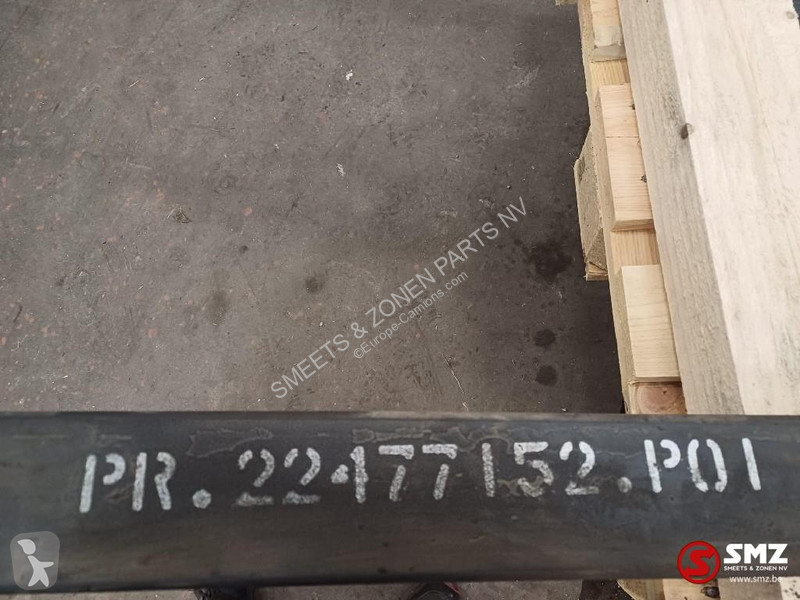 SMEETS & ZONEN PARTS NV
©Europe-Camions.com
PR.22477152.P01
SMZ
SMEETS & ZONEN NV
www.smz.be